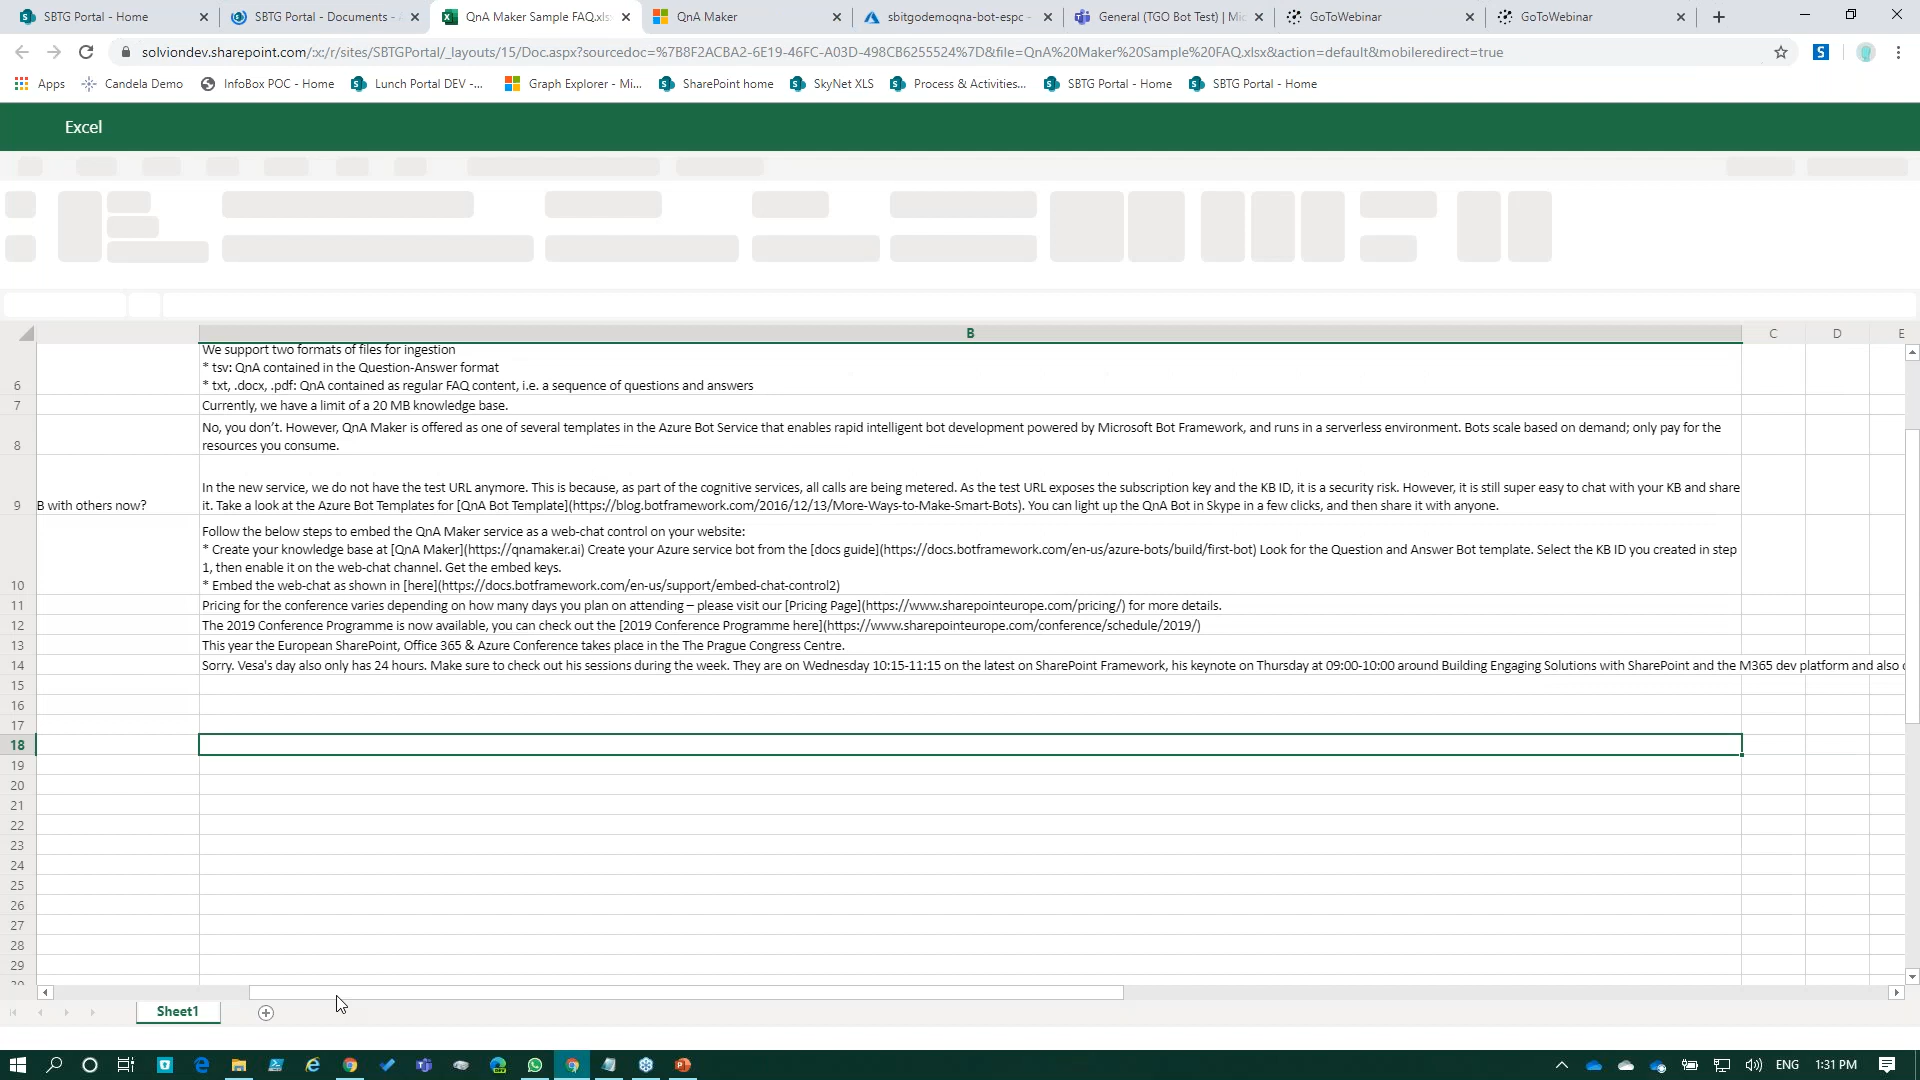 SBTG Portal - Home
SBTG Portal - Documents -
QnA Maker Sample FAQ.xls
QnA Maker
sbitgodemoqna-bot-espc -
General (TGO Bot Test) | Mi
GoToWebinar
GoToWebinar
solviondev.sharepoint.com/:x:/r/sites/SBTGPortal/_layouts/15/Doc.aspx?sourcedoc=%7B8F2ACBA2-6E19-46FC-A03D-498CB6255524%7D&file=QnA%20Maker%20Sample%20FAQ.xlsx&action=default&mobileredirect=true
Apps
Candela Demo
InfoBox POC - Home
Lunch Portal DEV -...
Graph Explorer - Mi...
SharePoint home
SkyNet XLS
Process & Activities...
SBTG Portal - Home
SBTG Portal - Home
Excel
B C D E
We support two formats of files for ingestion
* tsv: QnA contained in the Question-Answer format
6 * txt, .docx, .pdf: QnA contained as regular FAQ content, i.e. a sequence of questions and answers
7 Currently, we have a limit of a 20 MB knowledge base.
No, you don't. However, QnA Maker is offered as one of several templates in the Azure Bot Service that enables rapid intelligent bot development powered by Microsoft Bot Framework, and runs in a serverless environment. Bots scale based on demand; only pay for the
8 resources you consume.
In the new service, we do not have the test URL anymore. This is because, as part of the cognitive services, all calls are being metered. As the test URL exposes the subscription key and the KB ID, it is a security risk. However, it is still super easy to chat with your KB and share
9 B with others now? it. Take a look at the Azure Bot Templates for [QnA Bot Template](https://blog.botframework.com/2016/12/13/More-Ways-to-Make-Smart-Bots). You can light up the QnA Bot in Skype in a few clicks, and then share it with anyone.
Follow the below steps to embed the QnA Maker service as a web-chat control on your website:
* Create your knowledge base at [QnA Maker](https://qnamaker.ai) Create your Azure service bot from the [docs guide](https://docs.botframework.com/en-us/azure-bots/build/first-bot) Look for the Question and Answer Bot template. Select the KB ID you created in step
1, then enable it on the web-chat channel. Get the embed keys.
10 * Embed the web-chat as shown in [here](https://docs.botframework.com/en-us/support/embed-chat-control2)
11 Pricing for the conference varies depending on how many days you plan on attending – please visit our [Pricing Page](https://www.sharepointeurope.com/pricing/) for more details.
12 The 2019 Conference Programme is now available, you can check out the [2019 Conference Programme here](https://www.sharepointeurope.com/conference/schedule/2019/)
13 This year the European SharePoint, Office 365 & Azure Conference takes place in the The Prague Congress Centre.
14 Sorry. Vesa's day also only has 24 hours. Make sure to check out his sessions during the week. They are on Wednesday 10:15-11:15 on the latest on SharePoint Framework, his keynote on Thursday at 09:00-10:00 around Building Engaging Solutions with SharePoint and the M365 dev platform and also
15
16
17
18
19
20
21
22
23
24
25
26
27
28
29
Sheet1
ENG
1:31 PM